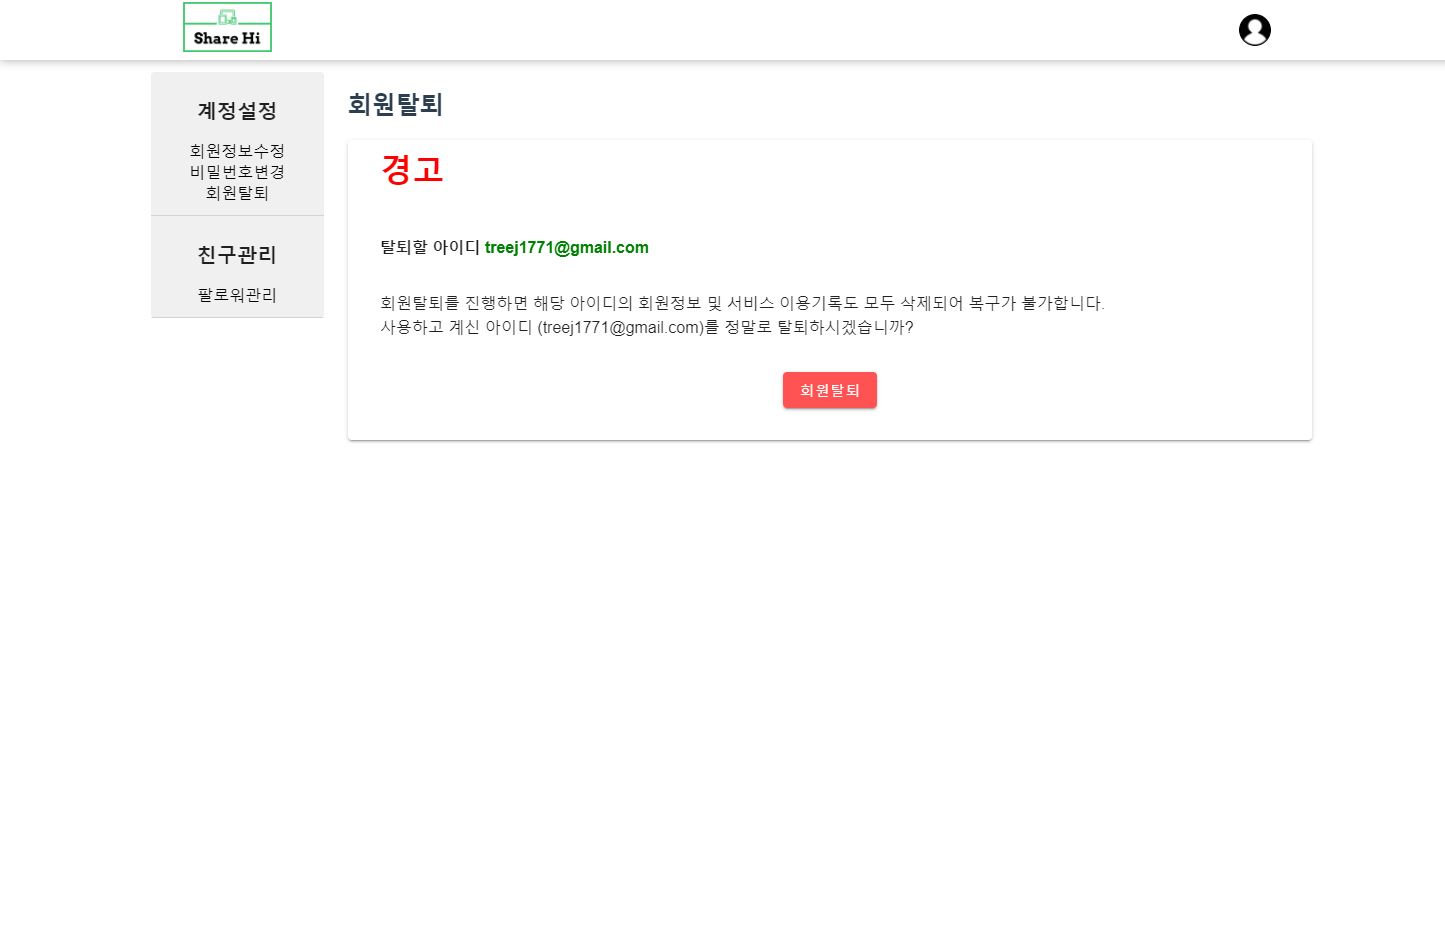 Share Hi
계정설정
회원정보수정
비밀번호변경
회원탈퇴
친구관리
팔로워관리
회원탈퇴
경고
탈퇴할 아이디 treej1771@gmail.com
회원탈퇴를 진행하면 해당 아이디의 회원정보 및 서비스 이용기록도 모두 삭제되어 복구가 불가합니다.
사용하고 계신 아이디 (treej1771@gmail.com)를 정말로 탈퇴하시겠습니까?
회원탈퇴